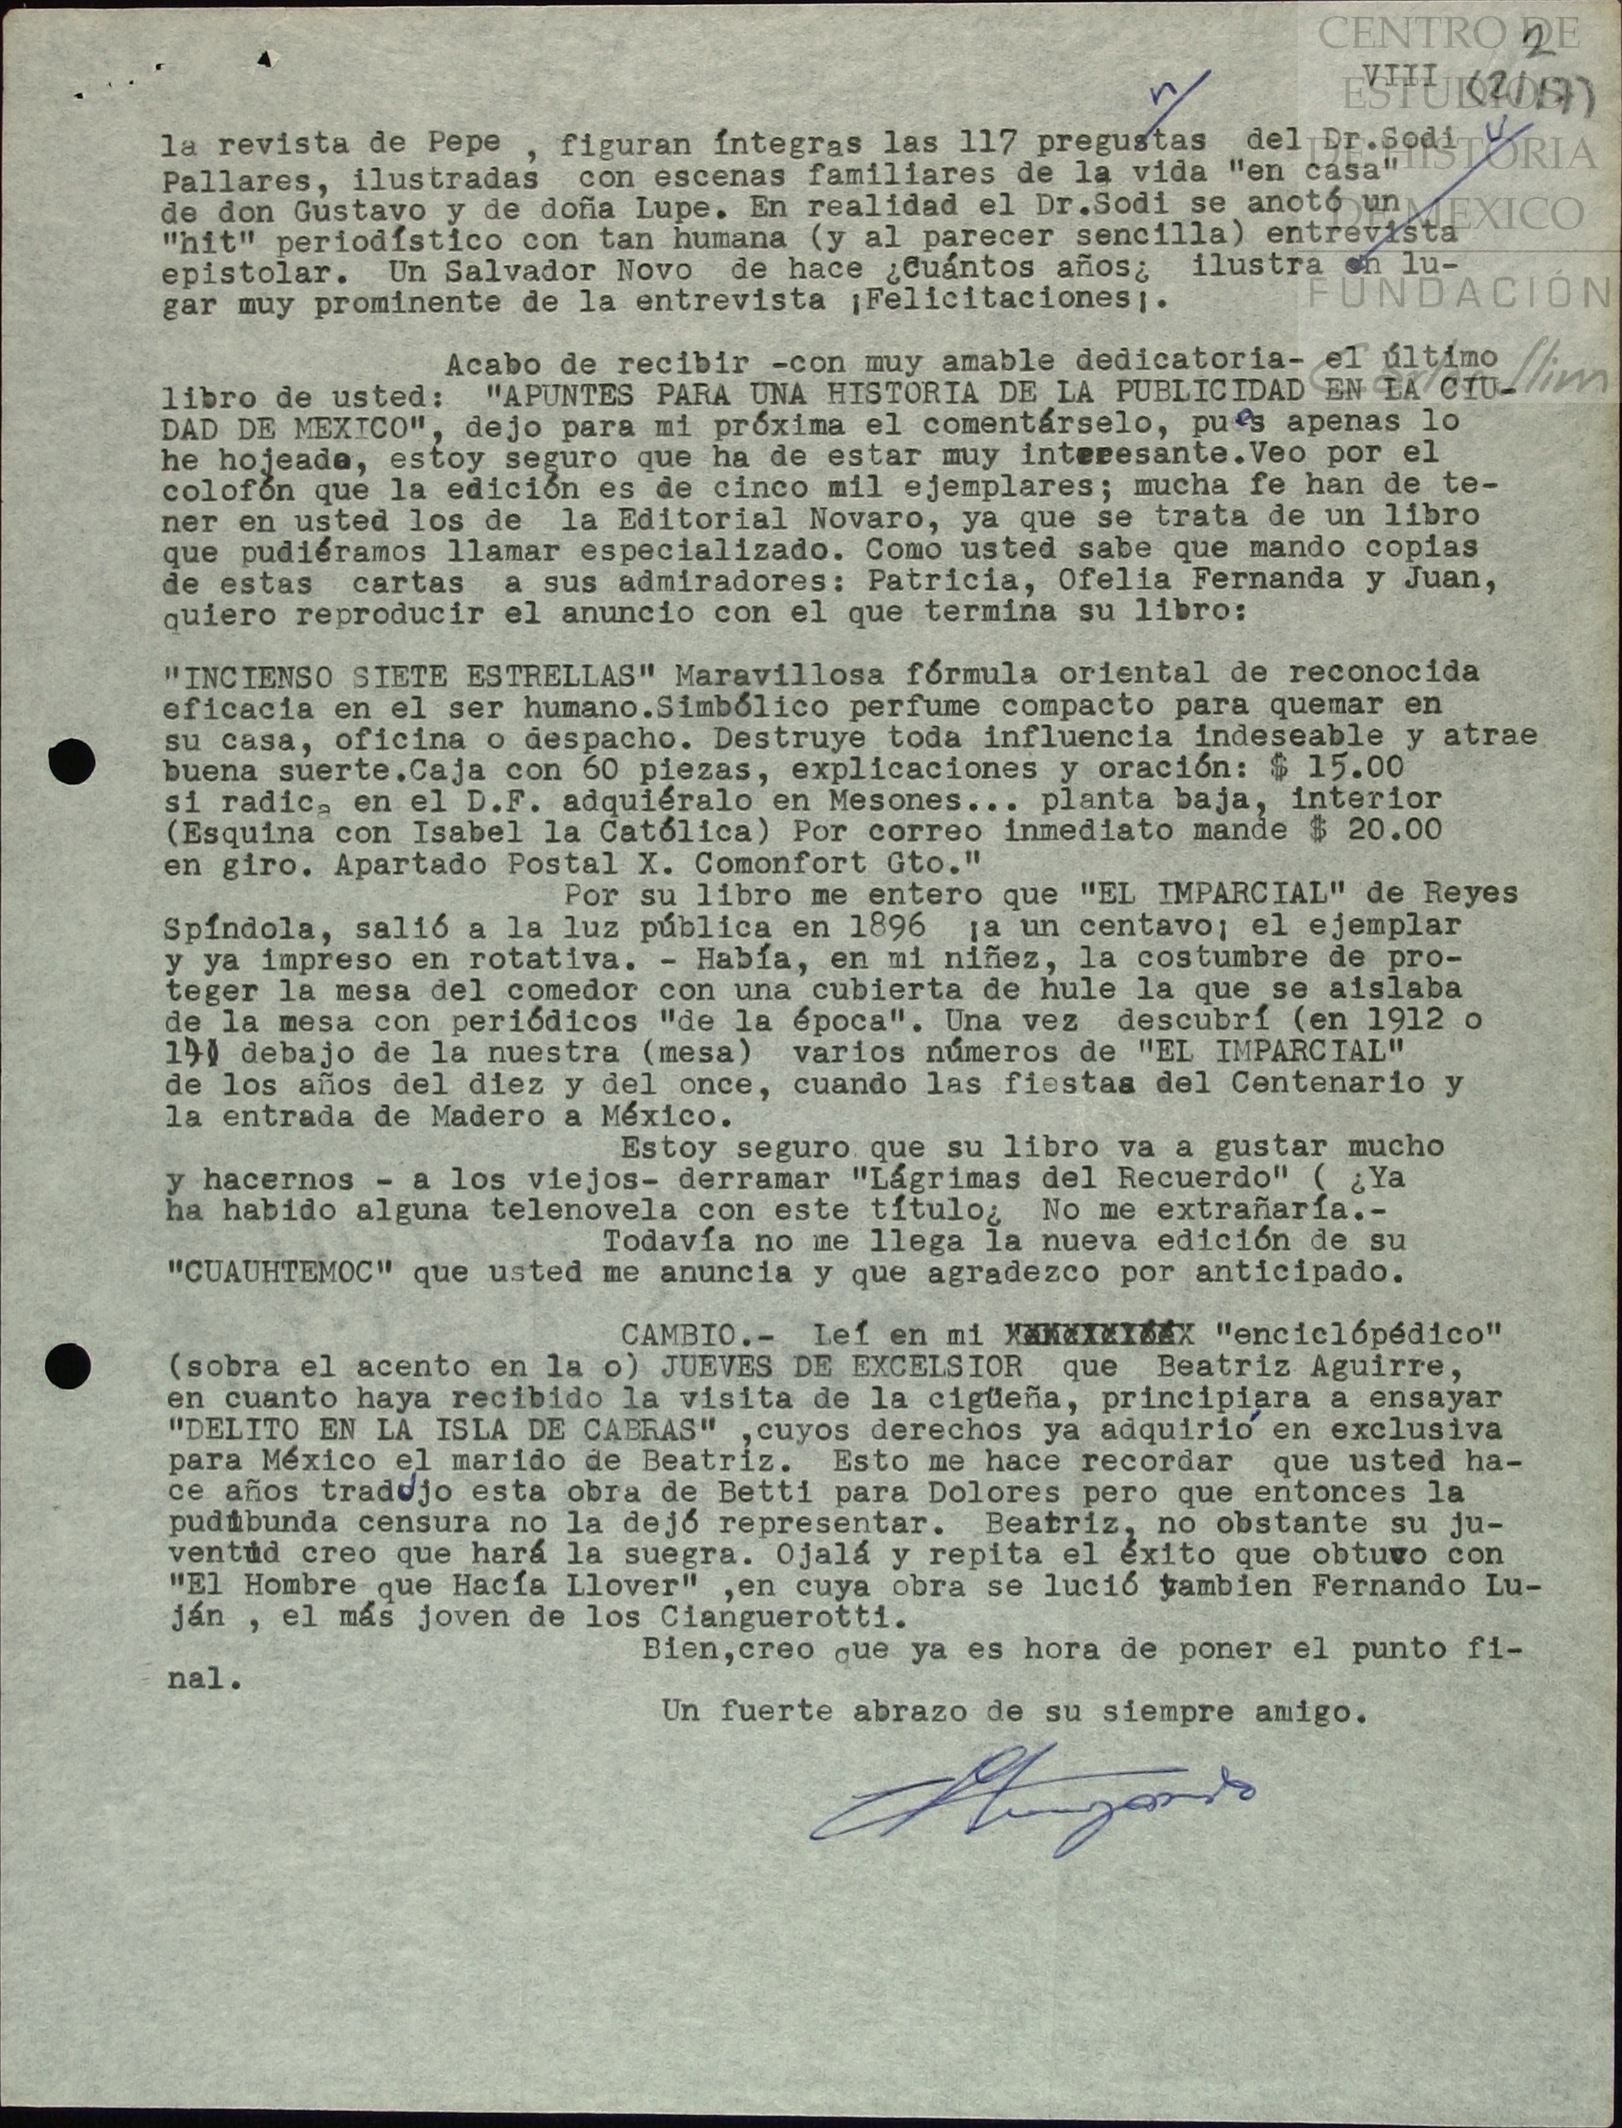 CENTRO DE
ESTUDIOS
DE HISTORIA
DE MEXICO
FUNDACIÓN
Carlos Slim
2
VIII (2/17)
n
u
la revista de Pepe , figuran íntegras las 117 pregustas del Dr.Sodi
Pallares, ilustradas con escenas familiares de la vida "en casa"
de don Gustavo y de doña Lupe. En realidad el Dr.Sodi se anotó un
"hit" periodístico con tan humana (y al parecer sencilla) entrevista
epistolar. Un Salvador Novo de hace ¿Cuántos años¿ ilustra en lu-
gar muy prominente de la entrevista ¡Felicitaciones¡.
Acabo de recibir -con muy amable dedicatoria- el último
libro de usted: "APUNTES PARA UNA HISTORIA DE LA PUBLICIDAD EN LA CIU-
DAD DE MEXICO", dejo para mi próxima el comentárselo, pues apenas lo
he hojeado, estoy seguro que ha de estar muy interesante.Veo por el
colofón que la edición es de cinco mil ejemplares; mucha fe han de te-
ner en usted los de la Editorial Novaro, ya que se trata de un libro
que pudiéramos llamar especializado. Como usted sabe que mando copias
de estas cartas a sus admiradores: Patricia, Ofelia Fernanda y Juan,
quiero reproducir el anuncio con el que termina su libro:
"INCIENSO SIETE ESTRELLAS" Maravillosa fórmula oriental de reconocida
eficacia en el ser humano.Simbólico perfume compacto para quemar en
su casa, oficina o despacho. Destruye toda influencia indeseable y atrae
buena suerte.Caja con 60 piezas, explicaciones y oración: $ 15.00
si radica en el D.F. adquiéralo en Mesones... planta baja, interior
(Esquina con Isabel la Católica) Por correo inmediato mande $ 20.00
en giro. Apartado Postal X. Comonfort Gto."
Por su libro me entero que "EL IMPARCIAL" de Reyes
Spíndola, salió a la luz pública en 1896 ¡a un centavo¡ el ejemplar
y ya impreso en rotativa. - Había, en mi niñez, la costumbre de pro-
teger la mesa del comedor con una cubierta de hule la que se aislaba
de la mesa con periódicos "de la época". Una vez descubrí (en 1912 o
debajo de la nuestra (mesa) varios números de "EL IMPARCIAL"
de los años del diez y del once, cuando las fiestas del Centenario y
la entrada de Madero a México.
Estoy seguro que su libro va a gustar mucho
y hacernos - a los viejos- derramar "Lágrimas del Recuerdo" ( ¿Ya
ha habido alguna telenovela con este título¿ No me extrañaría.-
Todavía no me llega la nueva edición de su
"CUAUHTEMOC" que usted me anuncia y que agradezco por anticipado.
CAMBIO.- Leí en mi "enciclópédico"
(sobra el acento en la o) JUEVES DE EXCELSIOR que Beatriz Aguirre,
en cuanto haya recibido la visita de la cigüeña, principiara a ensayar
"DELITO EN LA ISLA DE CABRAS" ,cuyos derechos ya adquirió en exclusiva
para México el marido de Beatriz. Esto me hace recordar que usted ha-
ce años tradujo esta obra de Betti para Dolores pero que entonces la
pudibunda censura no la dejó representar. Beatriz, no obstante su ju-
ventud creo que hará la suegra. Ojalá y repita el éxito que obtuvo con
"El Hombre que Hacía Llover" ,en cuya obra se lució tambien Fernando Lu-
ján , el más joven de los Cianguerotti.
Bien,creo que ya es hora de poner el punto fi-
nal.
Un fuerte abrazo de su siempre amigo.